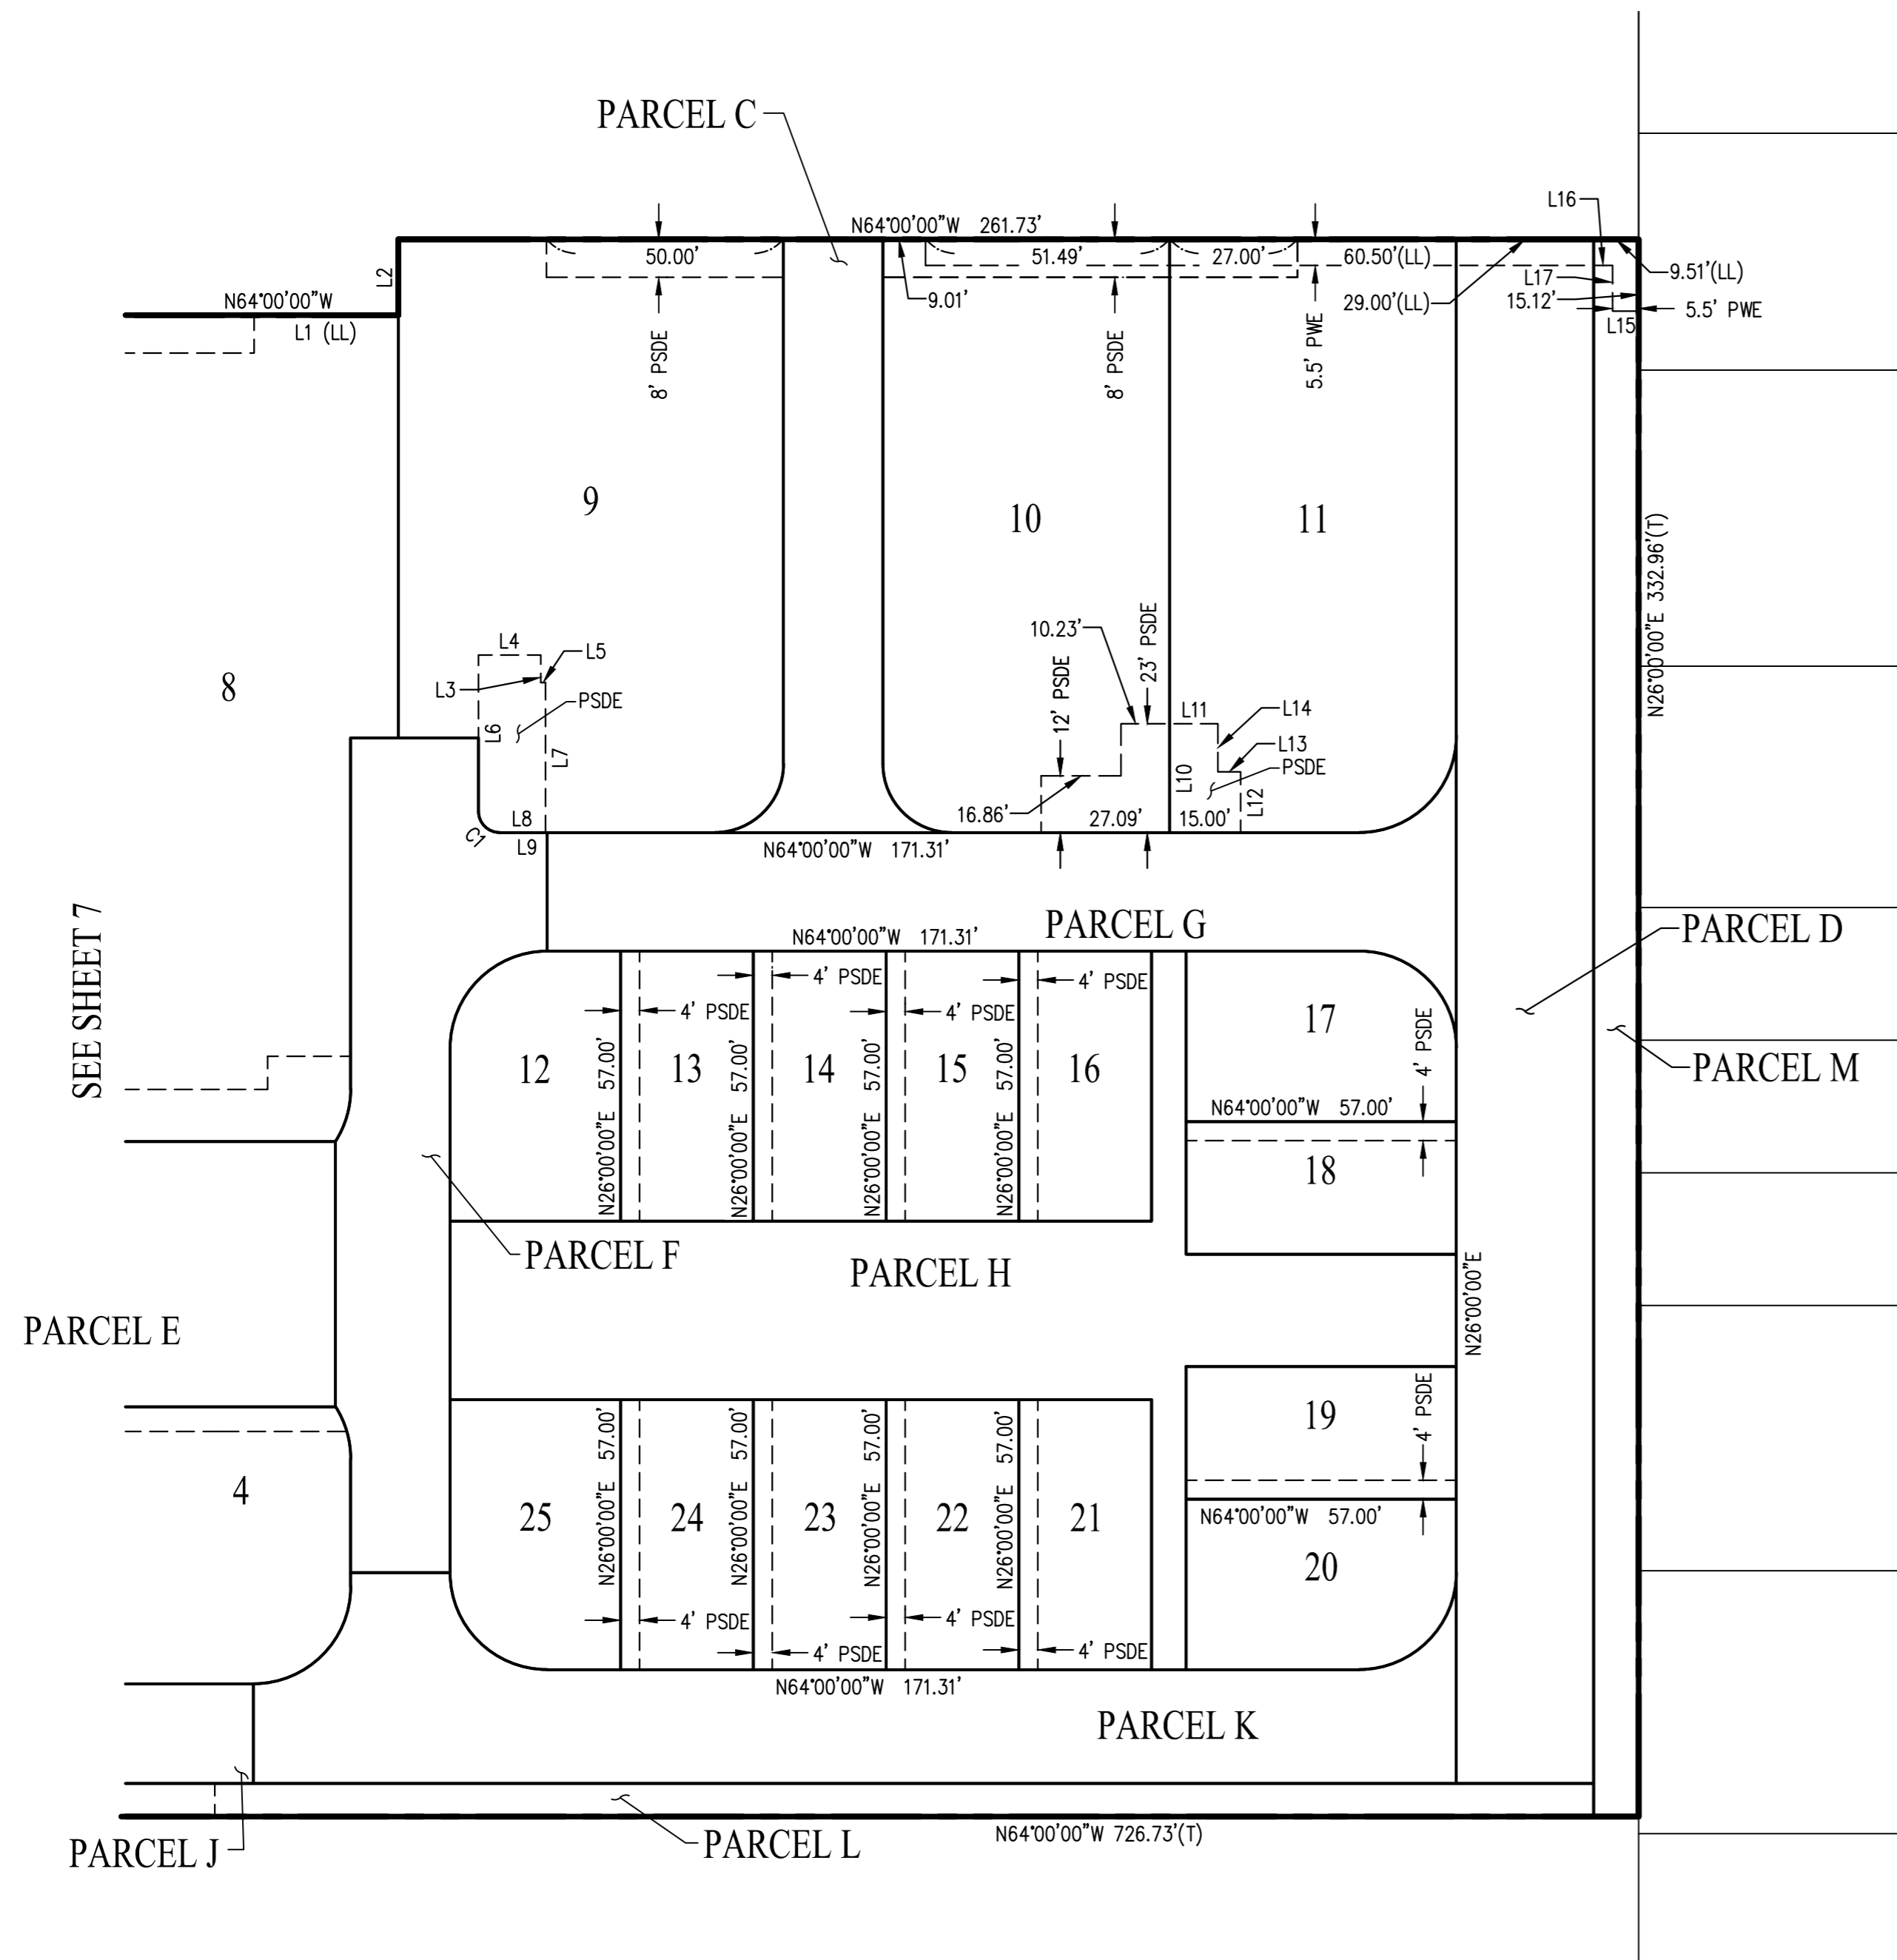 PARCEL C
L16
N64°00'00"W 261.73'
L2
50.00'
51.49'
27.00'
60.50'(LL)
9.51'(LL)
L17
N64°00'00"W
9.01'
29.00'(LL)
15.12'
5.5' PWE
L1 (LL)
L15
8' PSDE
8' PSDE
5.5' PWE
9
10
11
N26°00'00"E 332.96'(T)
10.23'
23' PSDE
L4
L5
L3
8
12' PSDE
PSDE
L6
L11
L14
L7
L13
PSDE
L10
L12
16.86'
L8
27.09'
15.00'
C1
L9
N64°00'00"W 171.31'
SEE SHEET 7
PARCEL G
PARCEL D
N64°00'00"W 171.31'
4' PSDE
4' PSDE
4' PSDE
4' PSDE
17
4' PSDE
12
13
14
15
16
PARCEL M
N26°00'00"E 57.00'
N26°00'00"E 57.00'
N26°00'00"E 57.00'
N26°00'00"E 57.00'
N64°00'00"W 57.00'
18
PARCEL F
PARCEL H
N26°00'00"E
PARCEL E
19
4' PSDE
4
N26°00'00"E 57.00'
N26°00'00"E 57.00'
N26°00'00"E 57.00'
N26°00'00"E 57.00'
25
24
23
22
21
N64°00'00"W 57.00'
20
4' PSDE
4' PSDE
4' PSDE
4' PSDE
N64°00'00"W 171.31'
PARCEL K
N64°00'00"W 726.73'(T)
PARCEL J
PARCEL L